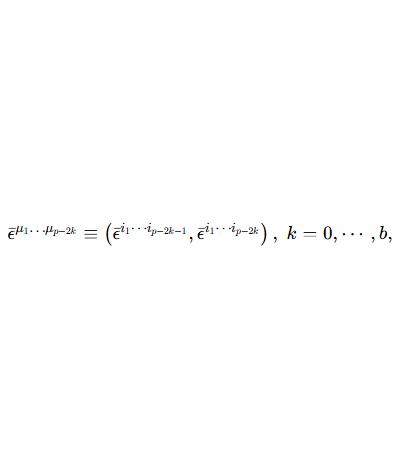 $\bar{\epsilon}^{\mu_1 \ldots \mu_{p-2k}} \equiv \left( \bar{\epsilon}^{i_1 \cdots i_{p-2k-1}}, \bar{\epsilon}^{i_1 \cdots i_{p-2k}} \right), \; k = 0, \cdots, b,$